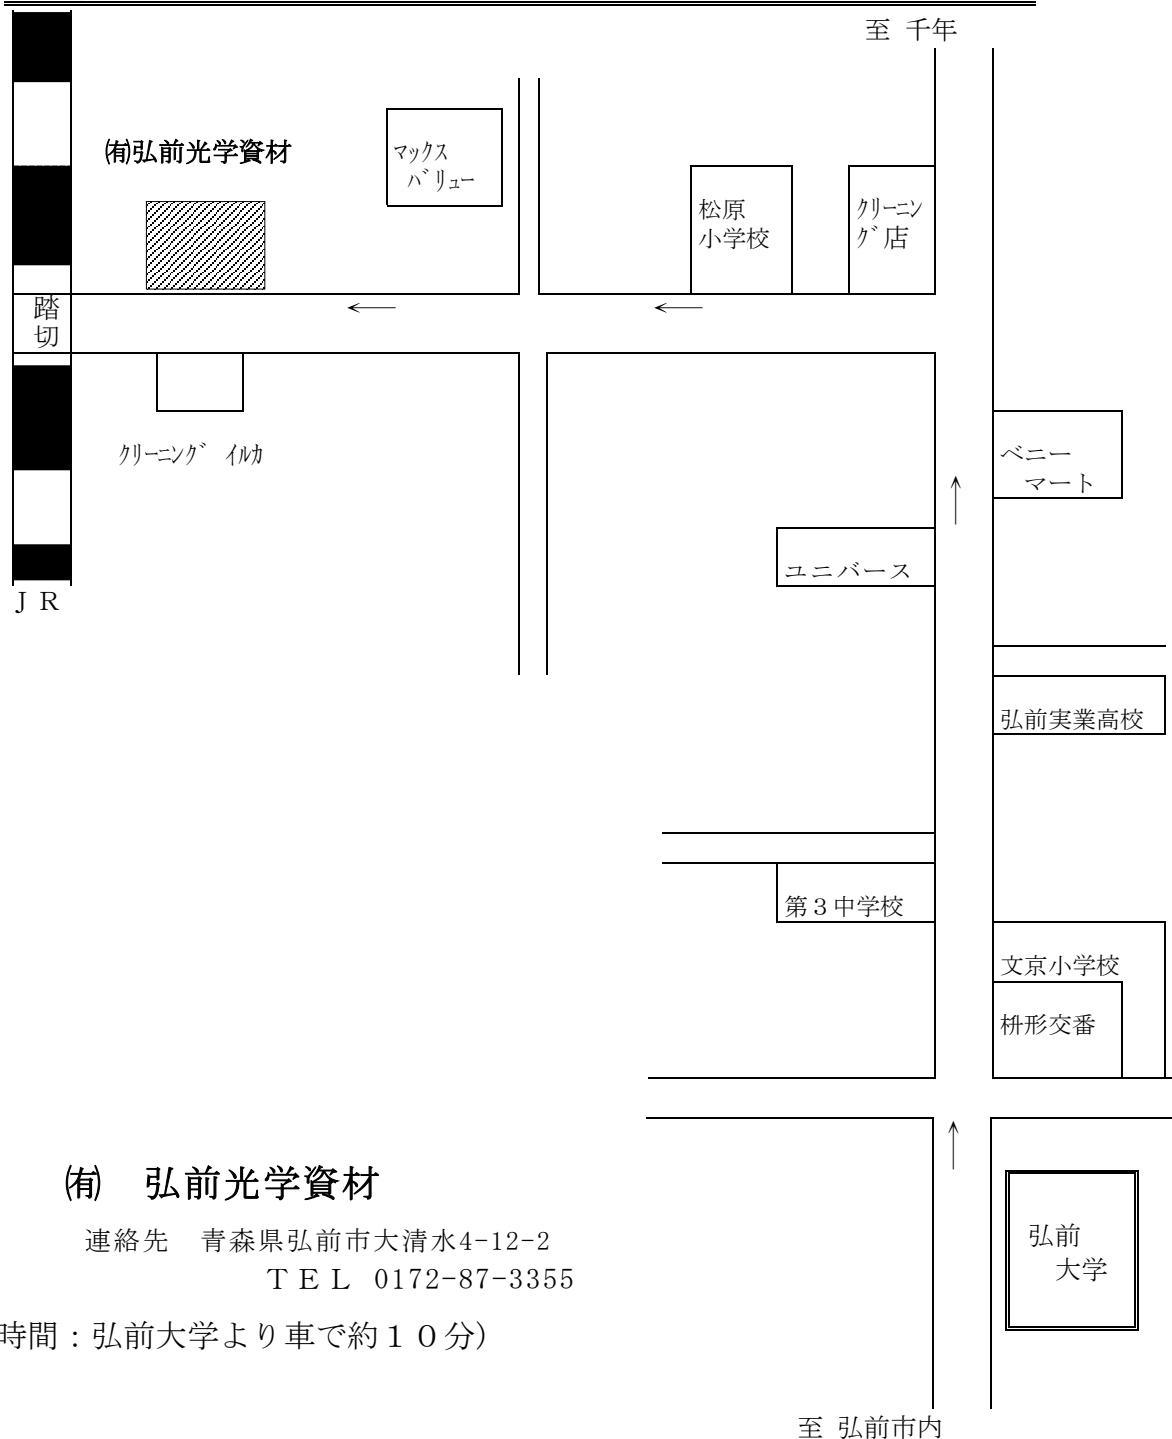 至 千年
㈲弘前光学資材
マックス
バリュー
松原
小学校
クリーニン
グ店
踏
切
クリーニング イルカ
ベニー
マート
ユニバース
ＪＲ
弘前実業高校
第３中学校
文京小学校
枡形交番
㈲　弘前光学資材
連絡先　青森県弘前市大清水4-12-2
ＴＥＬ 0172-87-3355
時間：弘前大学より車で約１０分)
弘前
大学
至 弘前市内